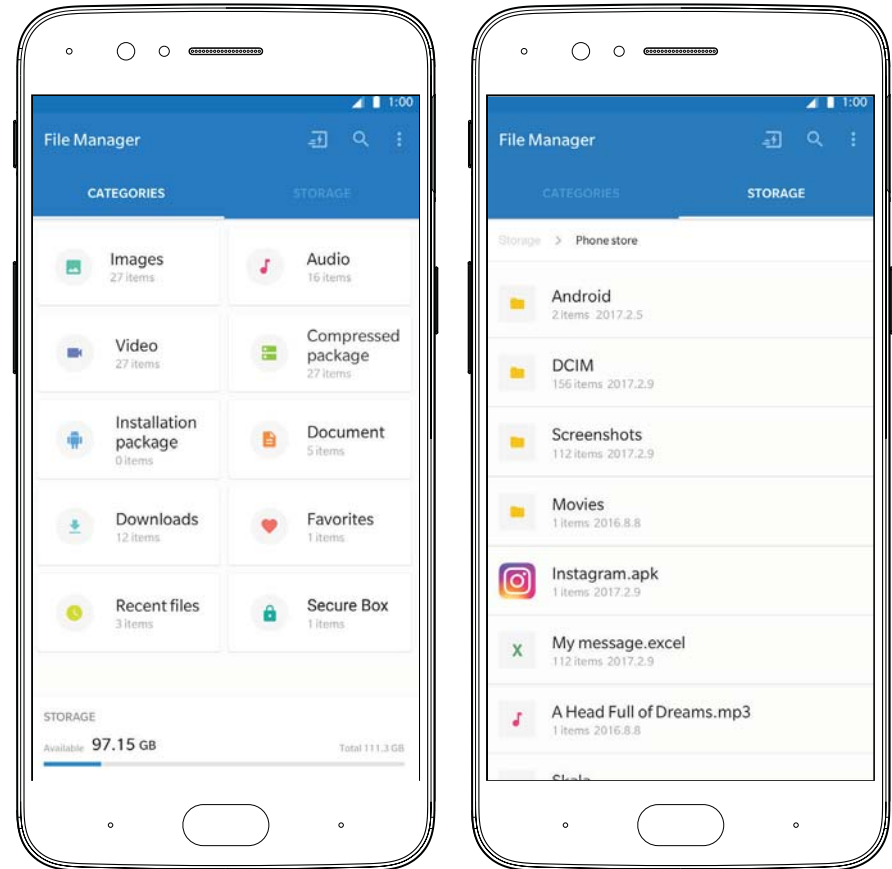 1:00
File Manager
CATEGORIES STORAGE
Images
27 items
Audio
16 items
Video
27 items
Compressed
package
27 items
Installation
package
0 items
Document
5 items
Downloads
12 items
Favorites
1 items
Recent files
3 items
Secure Box
1 items
STORAGE
Available 97.15 GB Total 111.3 GB
1:00
File Manager
CATEGORIES STORAGE
Storage > Phone store
Android
2 items 2017.2.5
DCIM
156 items 2017.2.9
Screenshots
112 items 2017.2.9
Movies
1 items 2016.8.8
Instagram.apk
1 items 2017.2.9
X
My message.excel
112 items 2017.2.9
A Head Full of Dreams.mp3
1 items 2016.8.8